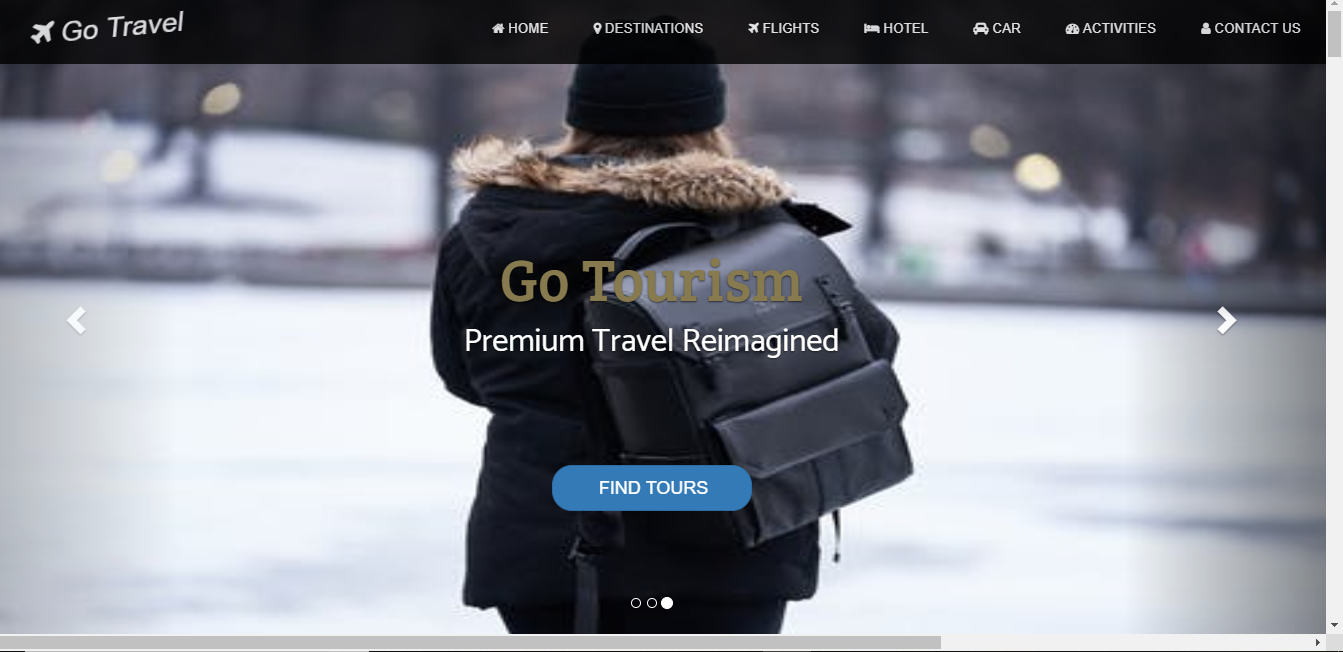 Go Travel
HOME DESTINATIONS FLIGHTS HOTEL CAR ACTIVITIES CONTACT US
Go Tourism
Premium Travel Reimagined
FIND TOURS